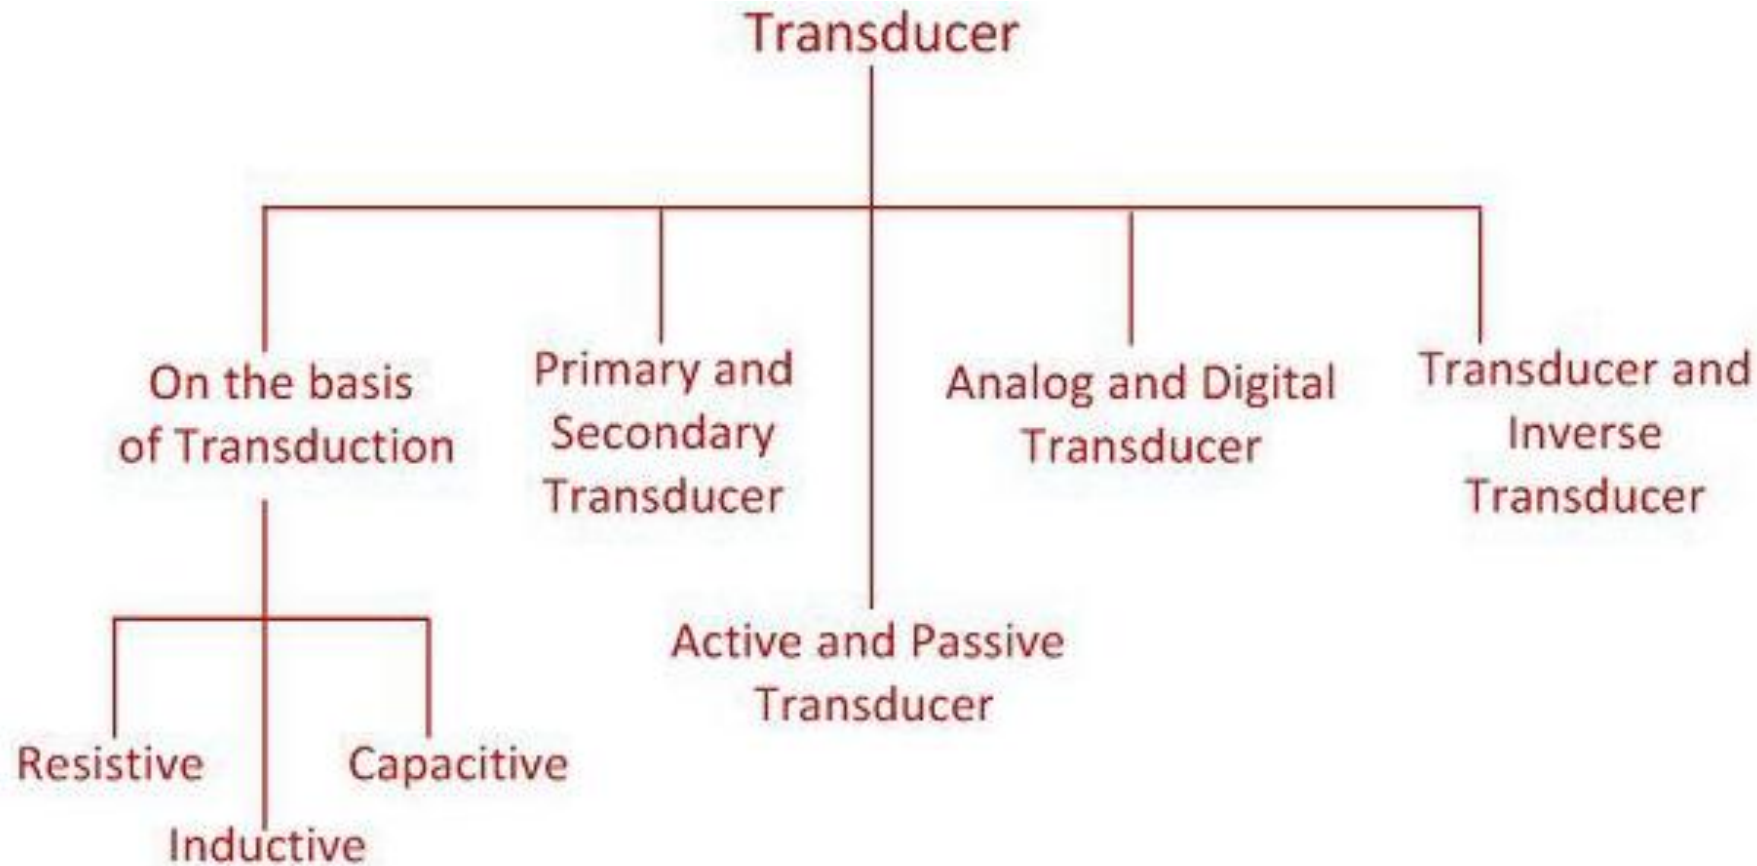 Transducer
On the basis
of Transduction
Primary and
Secondary
Transducer
Analog and Digital
Transducer
Transducer and
Inverse
Transducer
Active and Passive
Transducer
Resistive
Capacitive
Inductive